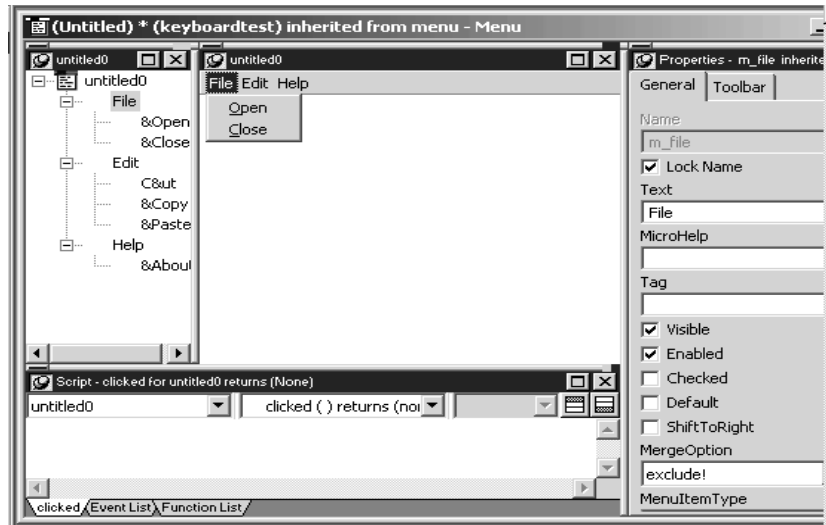 (Untitled) * (keyboardtest) inherited from menu - Menu
untitled0
untitled0
File
&Open
&Close
Edit
C&ut
&Copy
&Paste
Help
&About
untitled0
File Edit Help
Open
Close
Properties - m_file inherite
General Toolbar
Name
m_file
Lock Name
Text
File
MicroHelp
Tag
Visible
Enabled
Checked
Default
ShiftToRight
MergeOption
exclude!
MenuItemType
Script - clicked for untitled0 returns (None)
untitled0 clicked ( ) returns (nor
clicked Event List Function List